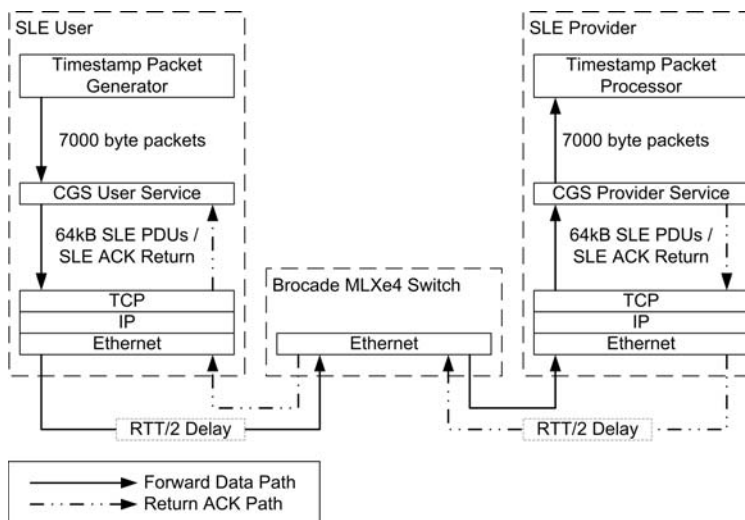 SLE User
Timestamp Packet
Generator
7000 byte packets
CGS User Service
64kB SLE PDUs /
SLE ACK Return
TCP
IP
Ethernet
Brocade MLXe4 Switch
Ethernet
SLE Provider
Timestamp Packet
Processor
7000 byte packets
CGS Provider Service
64kB SLE PDUs /
SLE ACK Return
TCP
IP
Ethernet
RTT/2 Delay
RTT/2 Delay
Forward Data Path
Return ACK Path